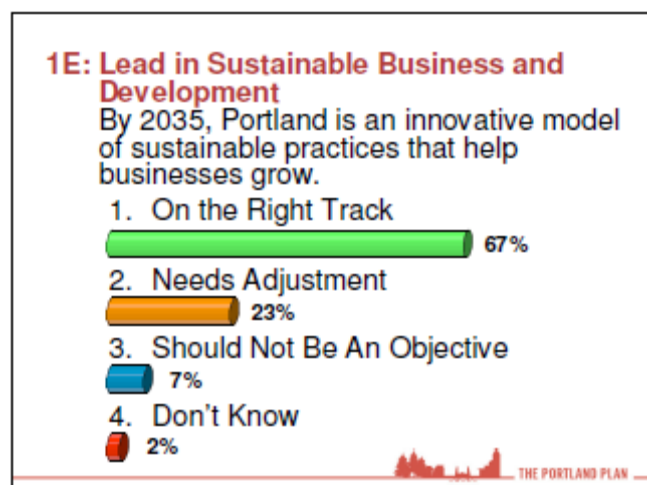 1E: Lead in Sustainable Business and
Development
By 2035, Portland is an innovative model
of sustainable practices that help
businesses grow.
1. On the Right Track
67%
2. Needs Adjustment
23%
3. Should Not Be An Objective
7%
4. Don't Know
2%
THE PORTLAND PLAN